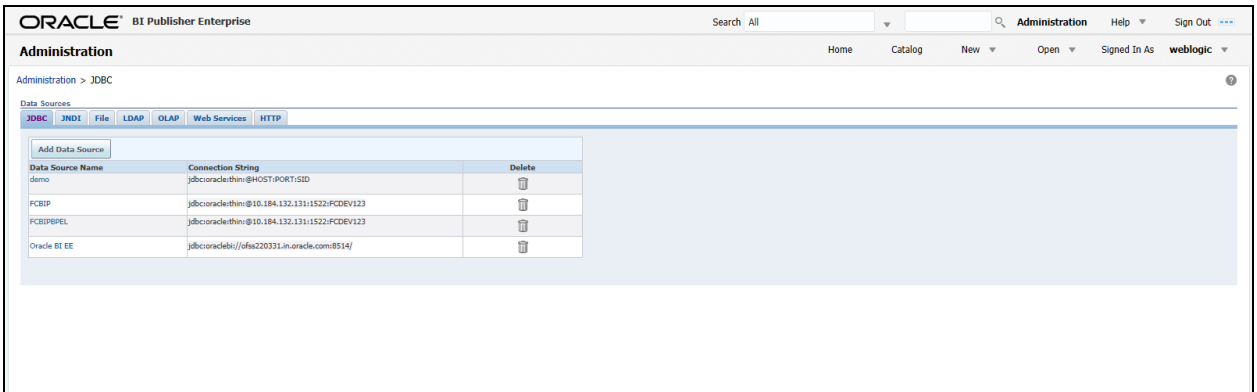 ORACLE® BI Publisher Enterprise Search All Administration Help Sign Out
Administration Home Catalog New Open Signed In As weblogic
Administration > JDBC
Data Sources
JDBC JNDI File LDAP OLAP Web Services HTTP
Add Data Source
Data Source Name Connection String Delete
demo jdbc:oracle:thin:@HOST:PORT:SID
FCBIP jdbc:oracle:thin:@10.184.132.131:1522:FCDEV123
FCBIPBPEL jdbc:oracle:thin:@10.184.132.131:1522:FCDEV123
Oracle BI EE jdbc:oraclebi://ofss220331.in.oracle.com:8514/